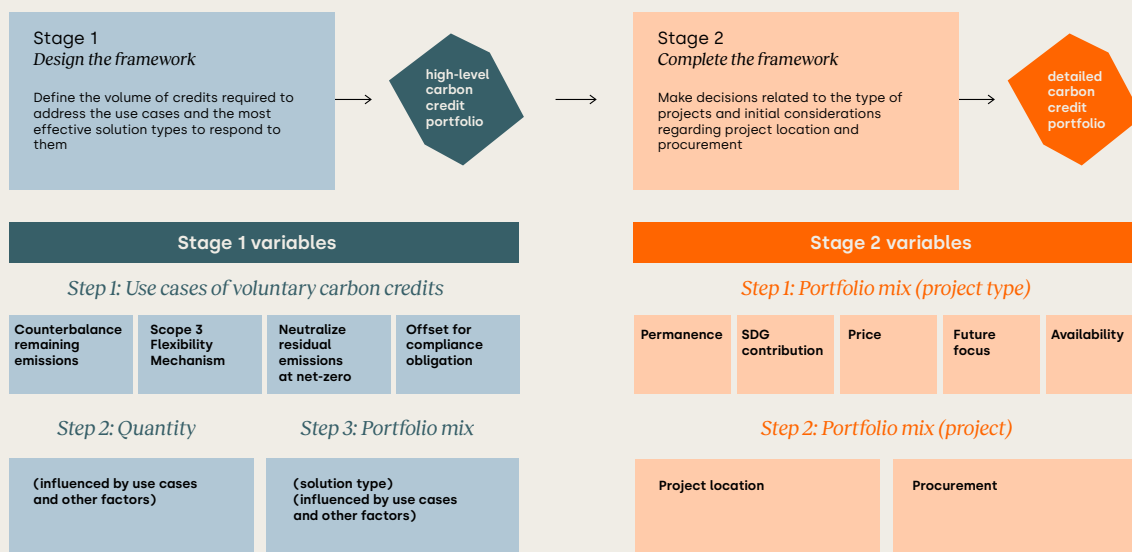 Stage 1
Design the framework
Define the volume of credits required to
address the use cases and the most
effective solution types to respond to
them
high-level
carbon
credit
portfolio
Stage 2
Complete the framework
Make decisions related to the type of
projects and initial considerations
regarding project location and
procurement
detailed
carbon
credit
portfolio
Stage 1 variables
Step 1: Use cases of voluntary carbon credits
Counterbalance
remaining
emissions
Scope 3
Flexibility
Mechanism
Neutralize
residual
emissions
at net-zero
Offset for
compliance
obligation
Step 2: Quantity
(influenced by use cases
and other factors)
Step 3: Portfolio mix
(solution type)
(influenced by use cases
and other factors)
Stage 2 variables
Step 1: Portfolio mix (project type)
Permanence
SDG
contribution
Price
Future
focus
Availability
Step 2: Portfolio mix (project)
Project location
Procurement